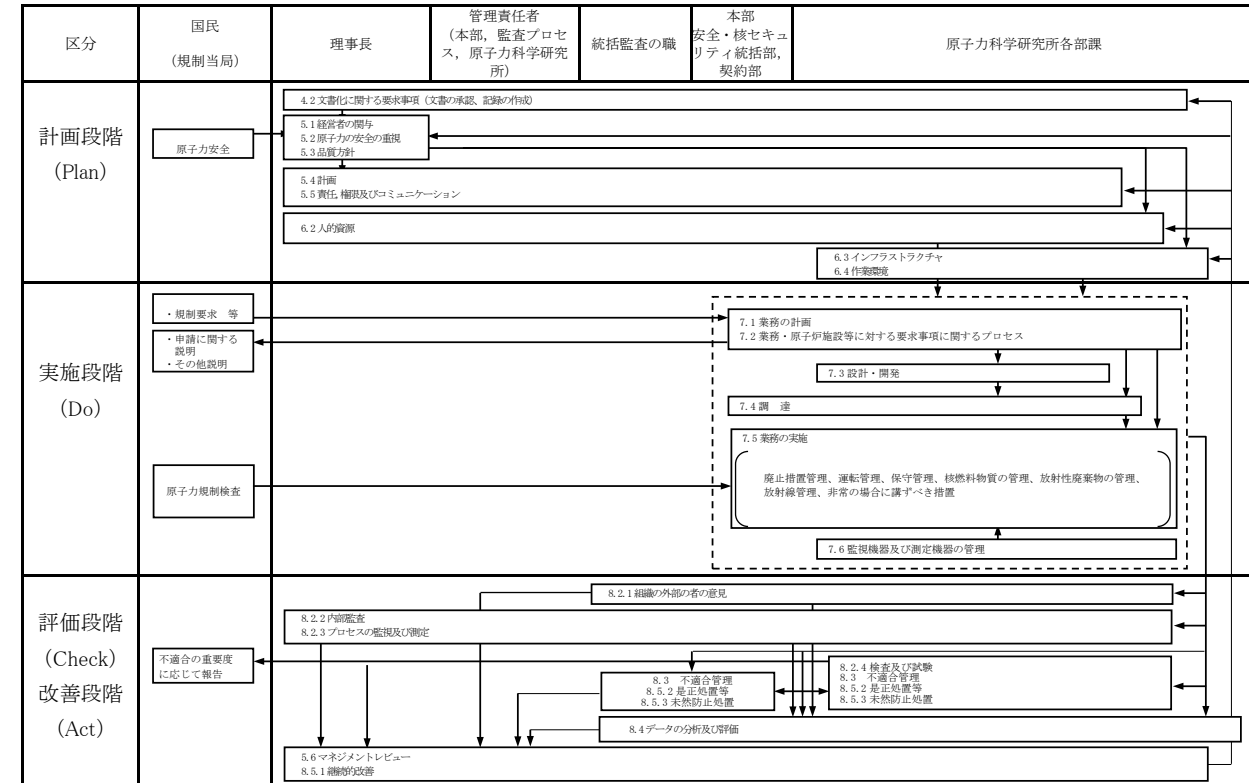 区分
国民
（規制当局）
理事長
管理責任者
（本部，監査プロセ
ス，原子力科学研究
所）
統括監査の職
本部
安全・核セキュ
リティ統括部，
契約部
原子力科学研究所各部課
計画段階
（Plan）
原子力安全
4.2 文書化に関する要求事項（文書の承認、記録の作成）
5.1 経営者の関与
5.2 原子力の安全の重視
5.3 品質方針
5.4 計画
5.5 責任，権限及びコミュニケーション
6.2 人的資源
6.3 インフラストラクチャ
6.4 作業環境
実施段階
（Do）
・規制要求　等
・申請に関する
説明
・その他説明
原子力規制検査
7.1 業務の計画
7.2 業務・原子炉施設等に対する要求事項に関するプロセス
7.3 設計・開発
7.4 調　達
7.5 業務の実施
廃止措置管理、運転管理、保守管理、核燃料物質の管理、放射性廃棄物の管理、
放射線管理、非常の場合に講ずべき措置
7.6 監視機器及び測定機器の管理
評価段階
（Check）
改善段階
（Act）
不適合の重要度
に応じて報告
8.2.1 組織の外部の者の意見
8.2.2 内部監査
8.2.3 プロセスの監視及び測定
8.3　不適合管理
8.5.2 是正処置等
8.5.3 未然防止処置
8.2.4 検査及び試験
8.3　不適合管理
8.5.2 是正処置等
8.5.3 未然防止処置
8.4 データの分析及び評価
5.6 マネジメントレビュー
8.5.1 継続的改善